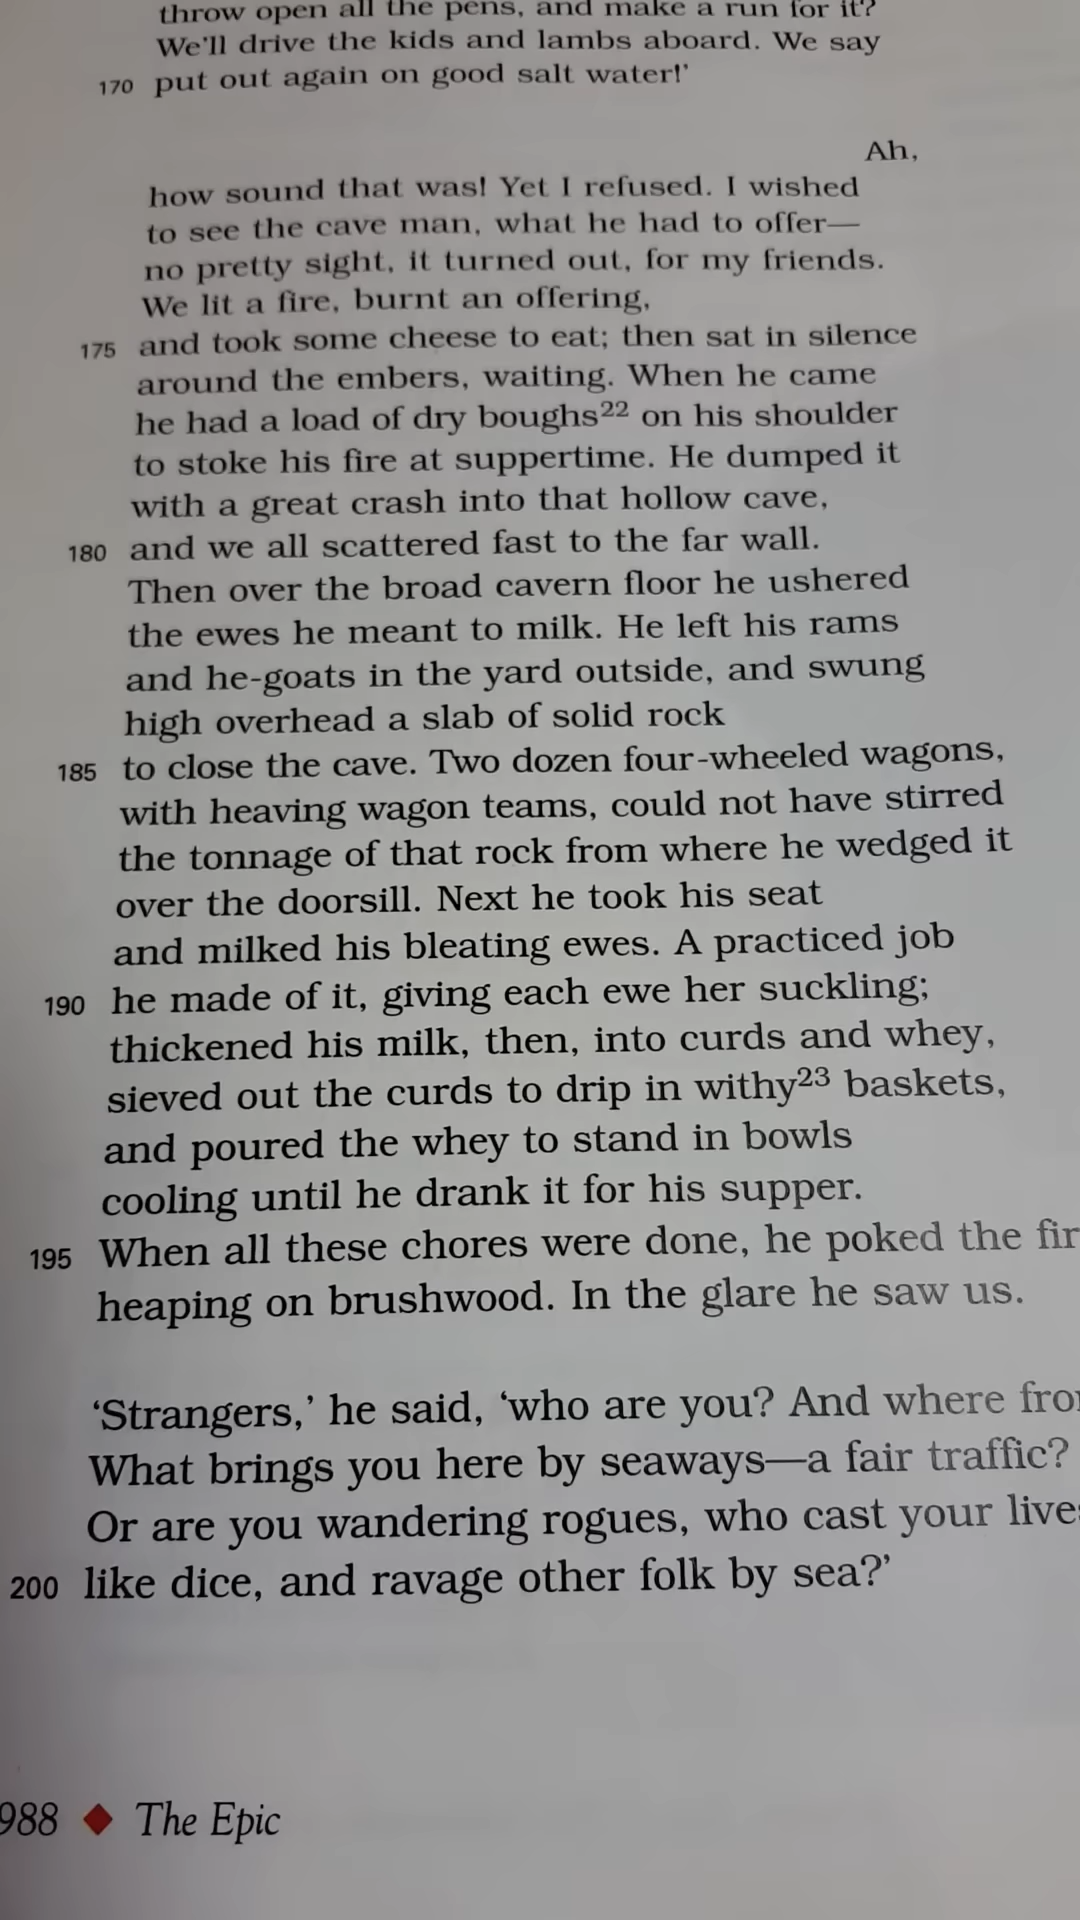 throw open all the pens, and make a run for it?
We'll drive the kids and lambs aboard. We say
170 put out again on good salt water!'
Ah,
how sound that was! Yet I refused. I wished
to see the cave man, what he had to offer—
no pretty sight, it turned out, for my friends.
We lit a fire, burnt an offering,
175 and took some cheese to eat; then sat in silence
around the embers, waiting. When he came
he had a load of dry boughs22 on his shoulder
to stoke his fire at suppertime. He dumped it
with a great crash into that hollow cave,
180 and we all scattered fast to the far wall.
Then over the broad cavern floor he ushered
the ewes he meant to milk. He left his rams
and he-goats in the yard outside, and swung
high overhead a slab of solid rock
185 to close the cave. Two dozen four-wheeled wagons,
with heaving wagon teams, could not have stirred
the tonnage of that rock from where he wedged it
over the doorsill. Next he took his seat
and milked his bleating ewes. A practiced job
190 he made of it, giving each ewe her suckling;
thickened his milk, then, into curds and whey,
sieved out the curds to drip in withy23 baskets,
and poured the whey to stand in bowls
cooling until he drank it for his supper.
195 When all these chores were done, he poked the
heaping on brushwood. In the glare he saw us.
‘Strangers,’ he said, ‘who are you? And where
What brings you here by seaways—a fair traffic?
Or are you wandering rogues, who cast your
200 like dice, and ravage other folk by sea?’
988 ◆ The Epic